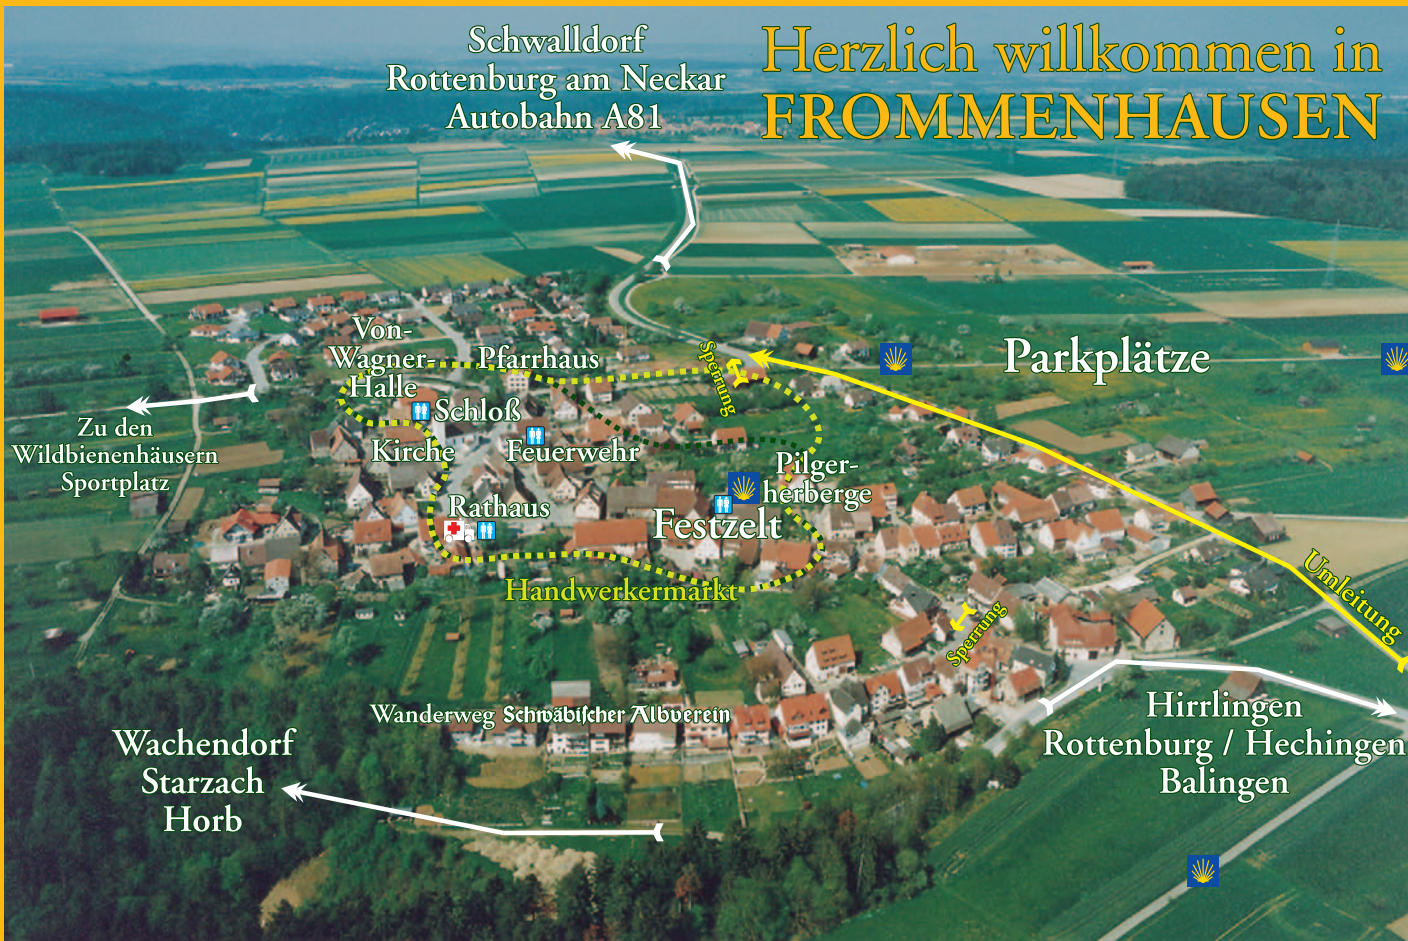 Herzlich willkommen in
FROMMENHAUSEN
Schwalldorf
Rottenburg am Neckar
Autobahn A81
Von-
Wagner-
Halle
Pfarrhaus
Sperrung
Parkplätze
Zu den
Wildbienenhäusern
Sportplatz
Schloß
Kirche
Feuerwehr
Pilger-
herberge
Rathaus
Festzelt
Handwerkermarkt
Umleitung
Sperrung
Wanderweg Schwäbischer Albverein
Hirrlingen
Rottenburg / Hechingen
Balingen
Wachendorf
Starzach
Horb